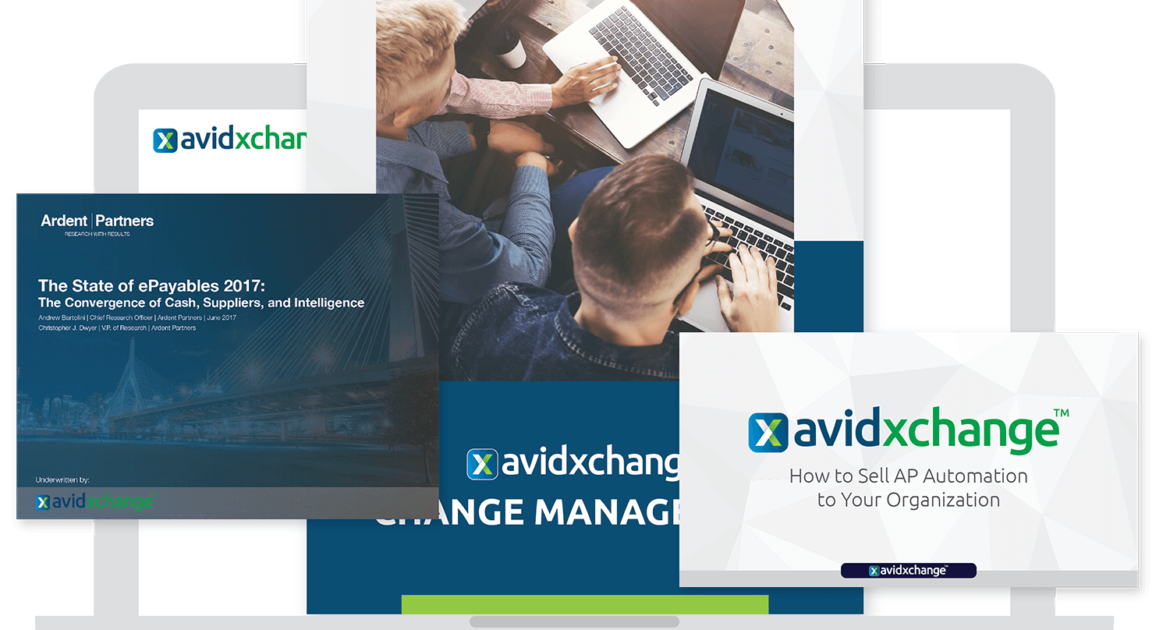 avidxchan
Ardent | Partners
RESEARCH WITH RESULTS
The State of ePayables 2017:
The Convergence of Cash, Suppliers, and Intelligence
Andrew Bartolini | Chief Research Officer | Ardent Partners | June 2017
Christopher J. Dwyer | V.P. of Research | Ardent Partners
Underwritten by:
avidxchange
avidxchang
CHANGE MANAGE
avidxchange™
How to Sell AP Automation
to Your Organization
avidxchange™